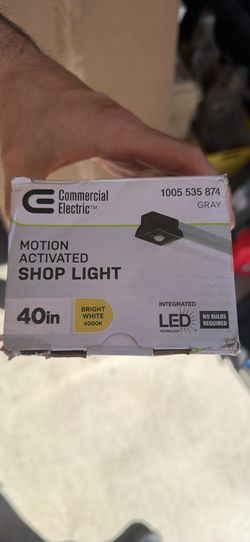 Commercial
Electric™
1005 535 874
GRAY
MOTION
ACTIVATED
SHOP LIGHT
40in
BRIGHT
WHITE
4000K
INTEGRATED
LED
TECHNOLOGY
NO BULBS
REQUIRED